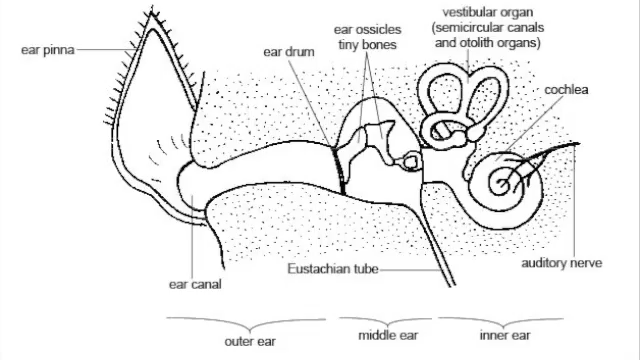 vestibular organ
(semicircular canals
and otolith organs)
ear ossicles
tiny bones
ear pinna
ear drum
cochlea
Eustachian tube
auditory nerve
ear canal
outer ear
middle ear
inner ear